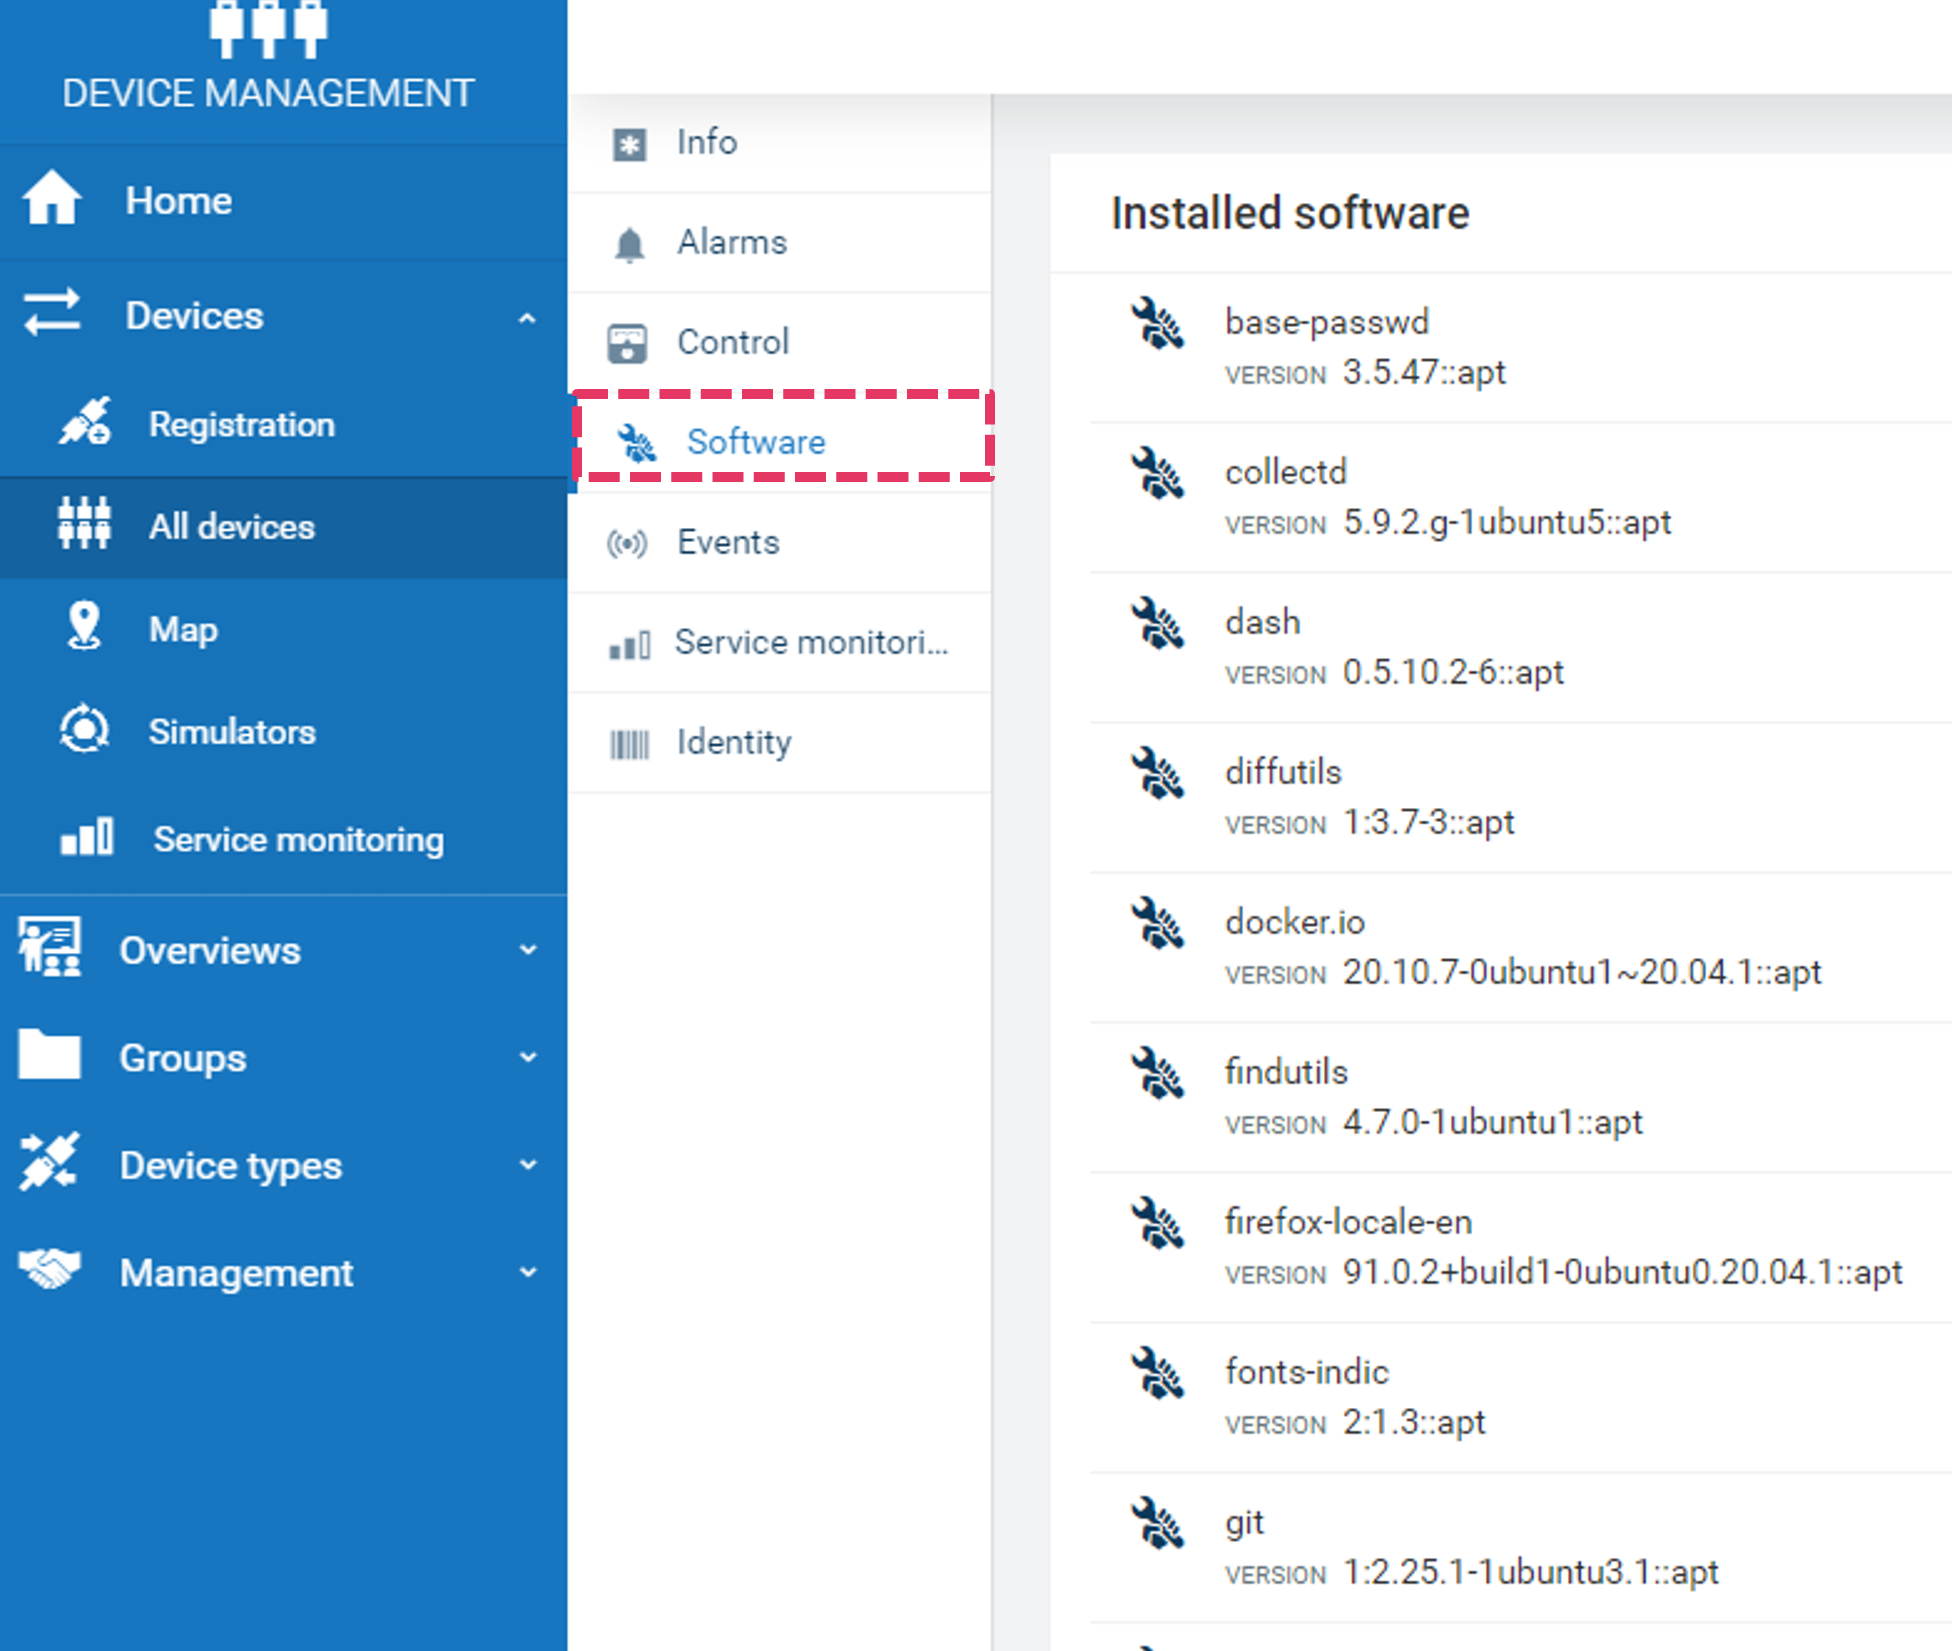 DEVICE MANAGEMENT
Home
Devices
Registration
All devices
Map
Simulators
Service monitoring
Overviews
Groups
Device types
Management
Info
Alarms
Control
Software
Events
Service monitori...
Identity
Installed software
base-passwd
VERSION 3.5.47::apt
collectd
VERSION 5.9.2.g-1ubuntu5::apt
dash
VERSION 0.5.10.2-6::apt
diffutils
VERSION 1:3.7-3::apt
docker.io
VERSION 20.10.7-0ubuntu1~20.04.1::apt
findutils
VERSION 4.7.0-1ubuntu1::apt
firefox-locale-en
VERSION 91.0.2+build1-0ubuntu0.20.04.1::apt
fonts-indic
VERSION 2:1.3::apt
git
VERSION 1:2.25.1-1ubuntu3.1::apt